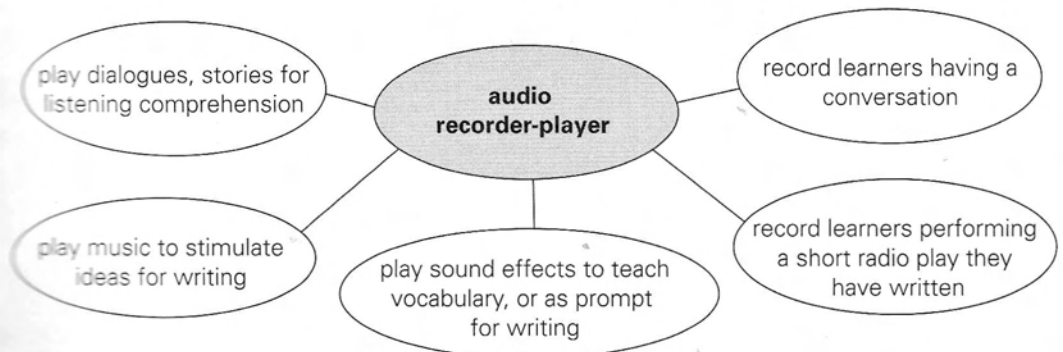 play dialogues, stories for
listening comprehension
audio
recorder-player
record learners having a
conversation
play music to stimulate
ideas for writing
play sound effects to teach
vocabulary, or as prompt
for writing
record learners performing
a short radio play they
have written